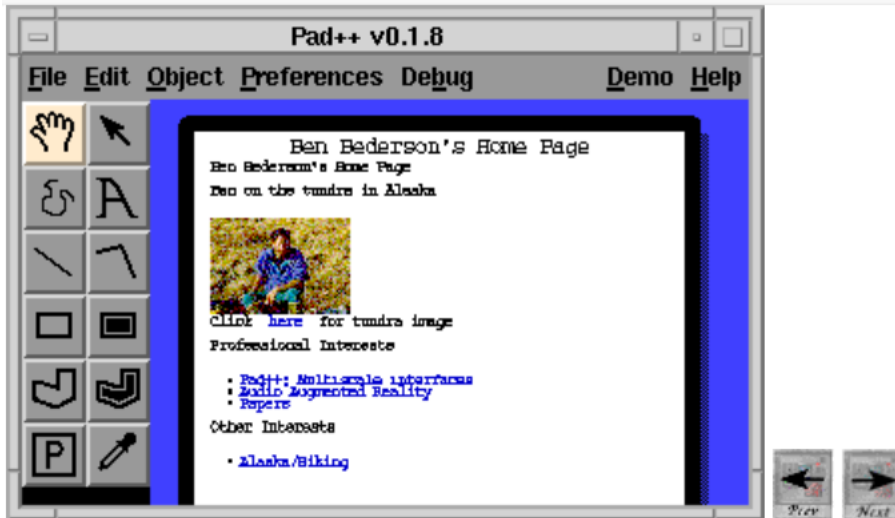 Pad++ v0.1.8
File Edit Object Preferences Debug Demo Help
Ben Bederson's Home Page
Ben Bederson's Home Page
Ben on the tundra in Alaska
Click here for tundra image
Professional Interests
• Pad++: Multiscale interfaces
• Audio Augmented Reality
• Papers
Other Interests
• Alaska/Hiking
A
P
Prev Next